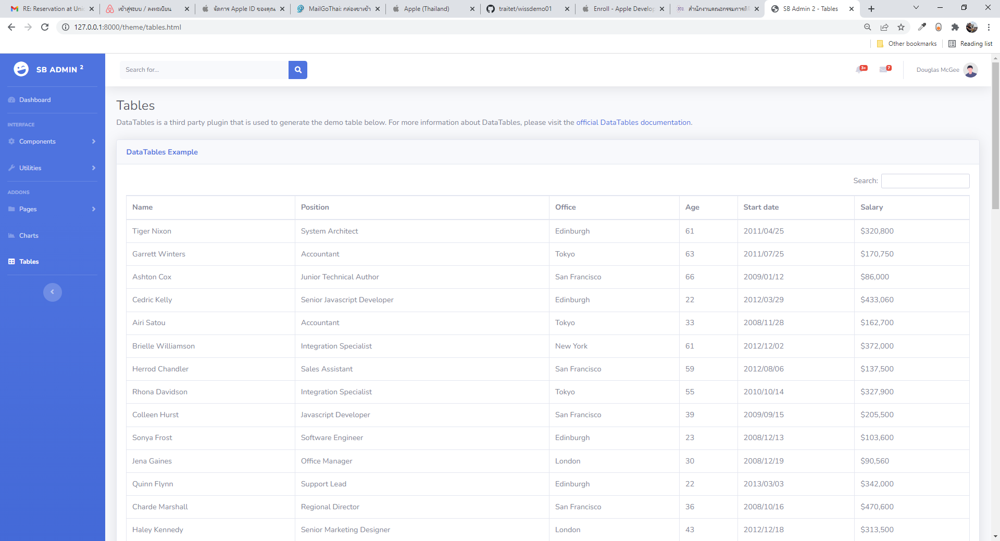 RE: Reservation at Uni
เข้าสู่ระบบ / ลงทะเบียน
จัดการ Apple ID ของคุณ
MailGoThai: กล่องขาเข้า
Apple (Thailand)
traitet/wissdemo01
Enroll - Apple Develop
สำนักงานคณะกรรมการดิจิ
SB Admin 2 - Tables
127.0.0.1:8000/theme/tables.html
Other bookmarks
Reading list
SB ADMIN 2
Search for...
3+
7
Douglas McGee
Dashboard
INTERFACE
Components
Utilities
ADDONS
Pages
Charts
Tables
Tables
DataTables is a third party plugin that is used to generate the demo table below. For more information about DataTables, please visit the official DataTables documentation.
DataTables Example
Search:
Name Position Office Age Start date Salary
Tiger Nixon System Architect Edinburgh 61 2011/04/25 $320,800
Garrett Winters Accountant Tokyo 63 2011/07/25 $170,750
Ashton Cox Junior Technical Author San Francisco 66 2009/01/12 $86,000
Cedric Kelly Senior Javascript Developer Edinburgh 22 2012/03/29 $433,060
Airi Satou Accountant Tokyo 33 2008/11/28 $162,700
Brielle Williamson Integration Specialist New York 61 2012/12/02 $372,000
Herrod Chandler Sales Assistant San Francisco 59 2012/08/06 $137,500
Rhona Davidson Integration Specialist Tokyo 55 2010/10/14 $327,900
Colleen Hurst Javascript Developer San Francisco 39 2009/09/15 $205,500
Sonya Frost Software Engineer Edinburgh 23 2008/12/13 $103,600
Jena Gaines Office Manager London 30 2008/12/19 $90,560
Quinn Flynn Support Lead Edinburgh 22 2013/03/03 $342,000
Charde Marshall Regional Director San Francisco 36 2008/10/16 $470,600
Haley Kennedy Senior Marketing Designer London 43 2012/12/18 $313,500